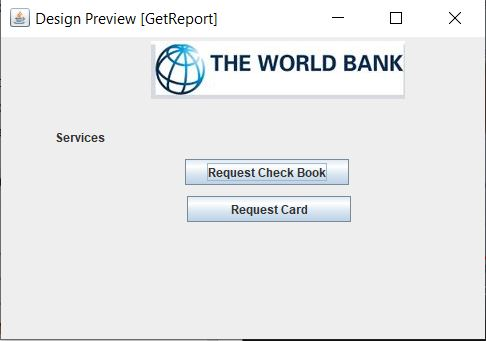 Design Preview [GetReport]
THE WORLD BANK
Services
Request Check Book
Request Card